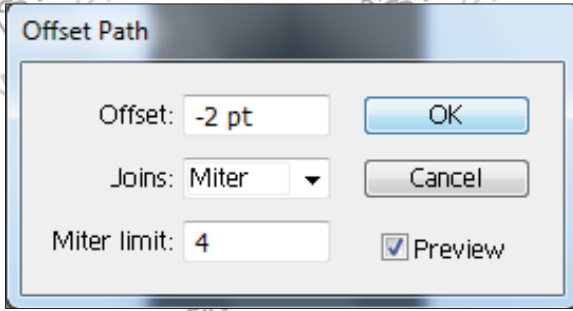 Offset Path
Offset: -2 pt OK
Joins: Miter Cancel
Miter limit: 4 Preview